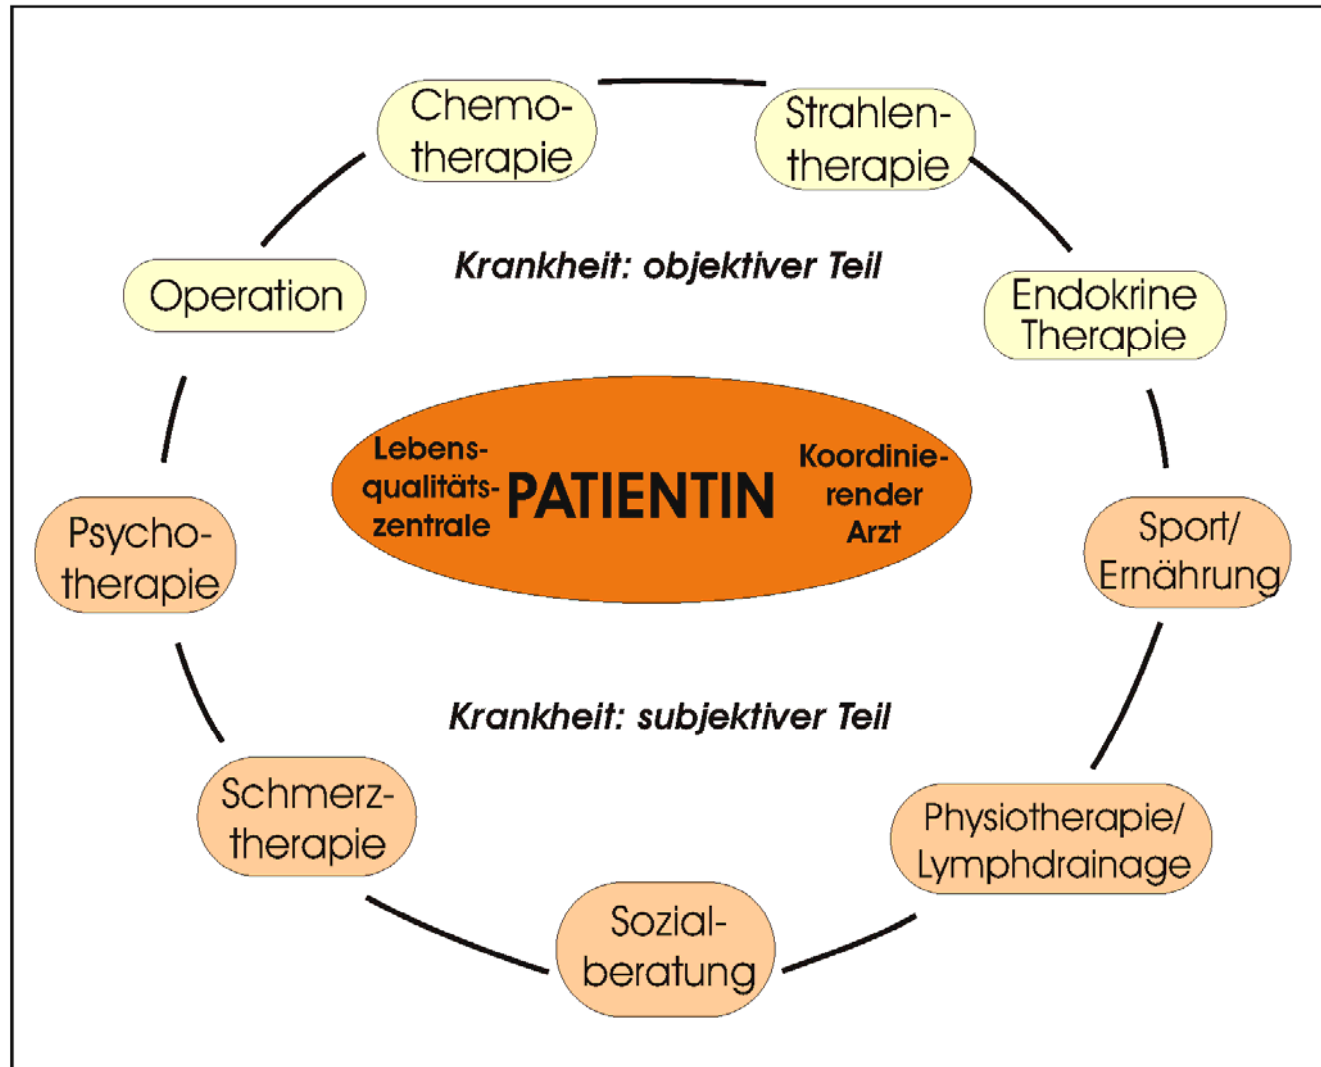 Chemo-
therapie
Strahlen-
therapie
Krankheit: objektiver Teil
Operation
Endokrine
Therapie
Lebens-
qualitäts-
zentrale
PATIENTIN
Koordinie-
render
Arzt
Psycho-
therapie
Sport/
Ernährung
Krankheit: subjektiver Teil
Schmerz-
therapie
Physiotherapie/
Lymphdrainage
Sozial-
beratung